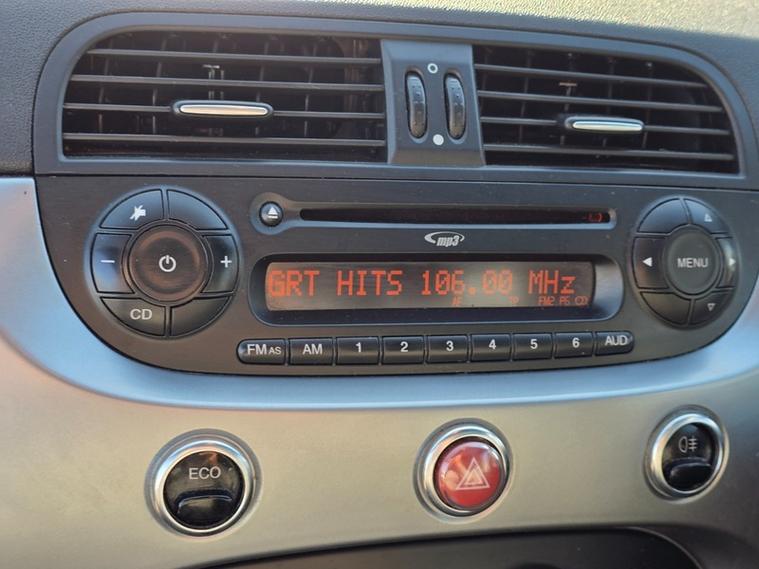 mp3
MENU
GRT HITS 106.00 MHz
AF TP FM2 P6 CD
CD
FM AS AM 1 2 3 4 5 6 AUD
ECO